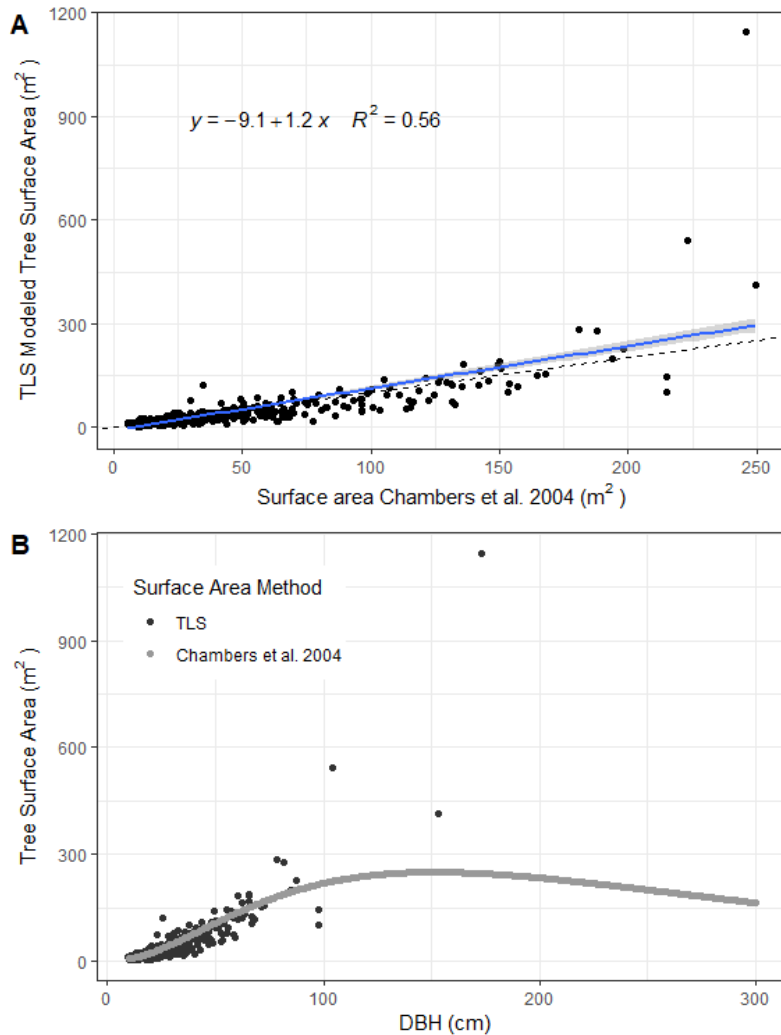 A
1200
900
600
300
0
TLS Modeled Tree Surface Area (m²)
y = −9.1+1.2 x R² = 0.56
0 50 100 150 200 250
Surface area Chambers et al. 2004 (m²)
B
1200
900
600
300
0
Tree Surface Area (m²)
Surface Area Method
TLS
Chambers et al. 2004
0 100 200 300
DBH (cm)